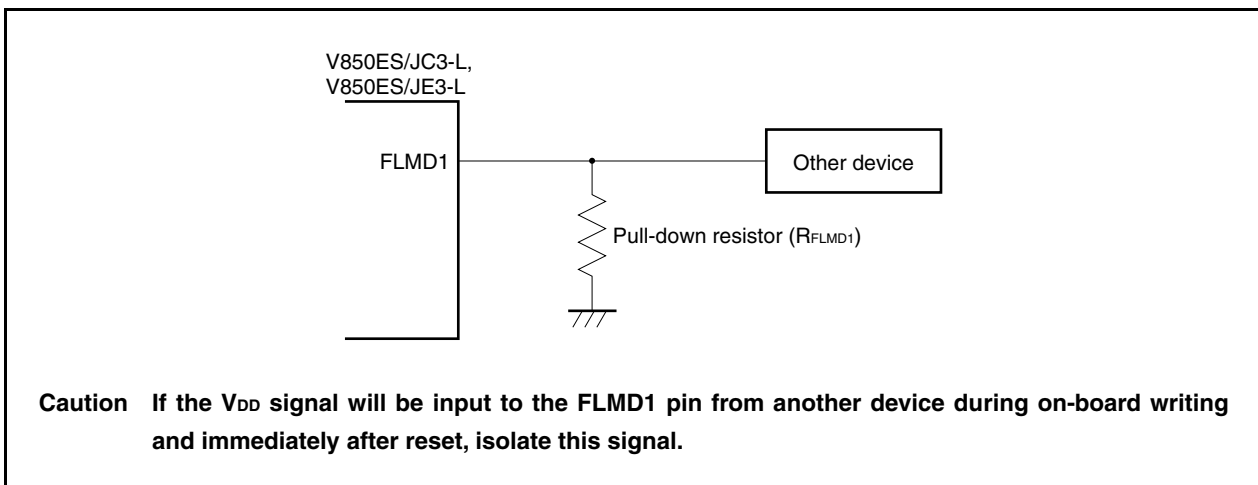 V850ES/JC3-L,
V850ES/JE3-L
FLMD1
Other device
Pull-down resistor (RFLMD1)
Caution If the VDD signal will be input to the FLMD1 pin from another device during on-board writing
and immediately after reset, isolate this signal.